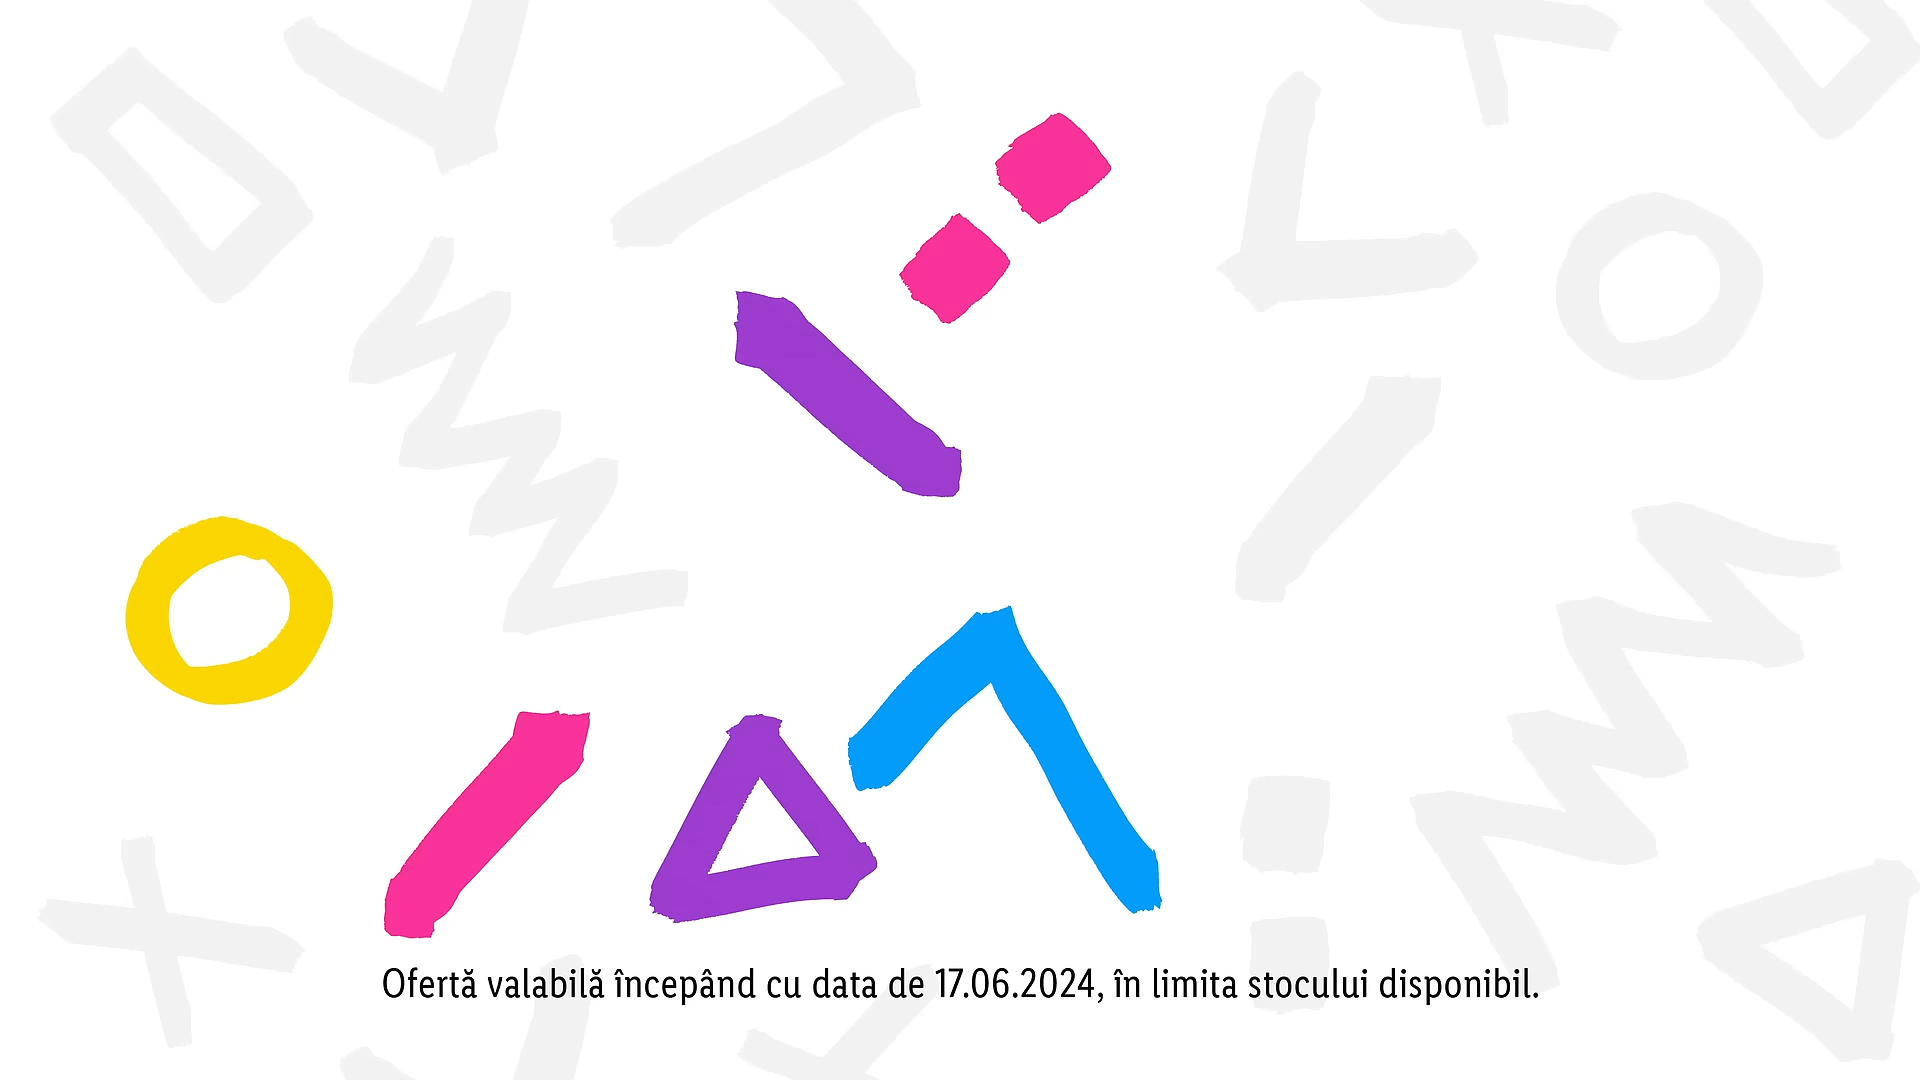 Ofertă valabilă începând cu data de 17.06.2024, în limita stocului disponibil.